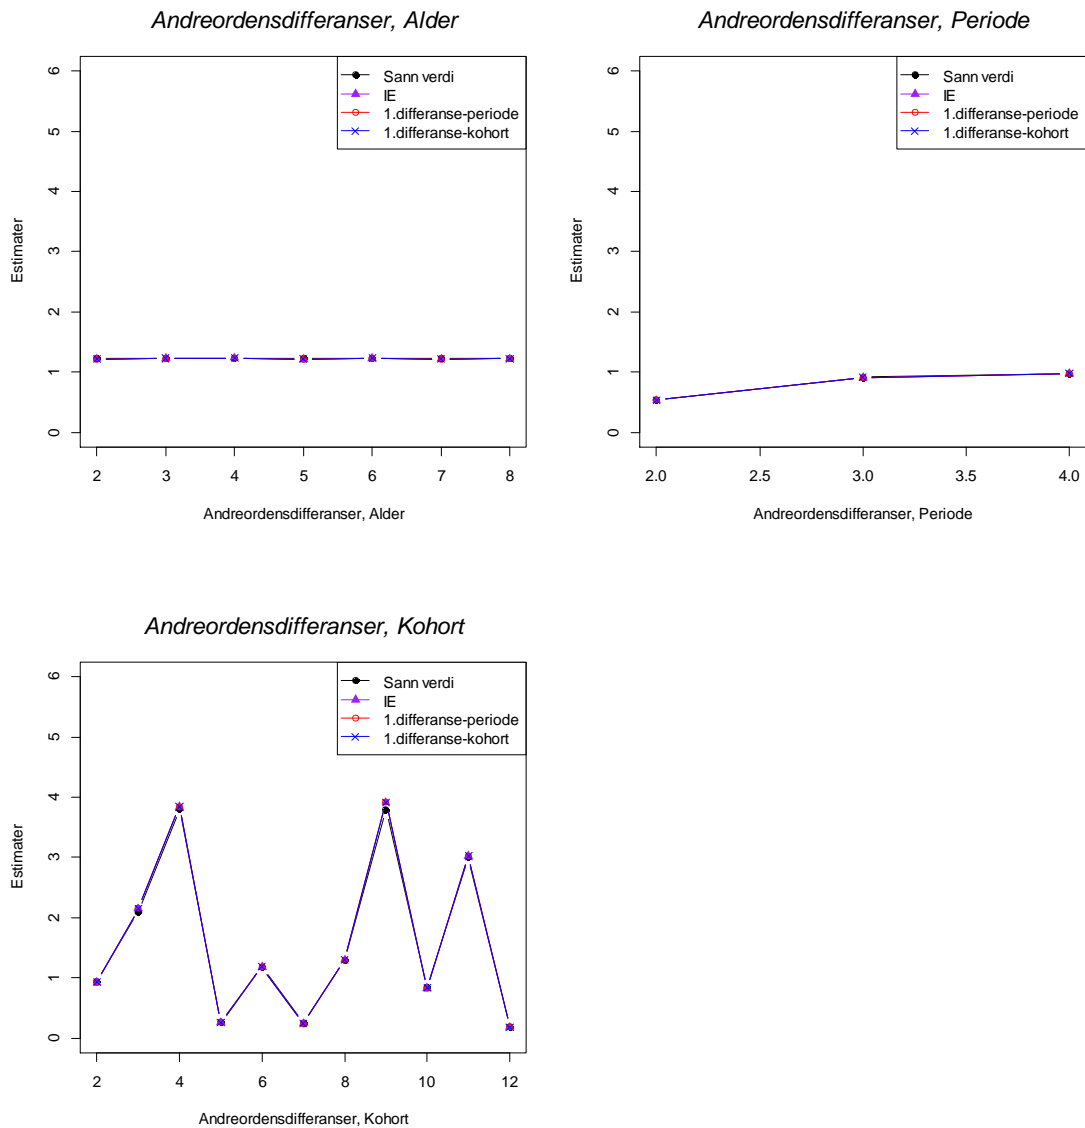 Andreordensdifferanser, Alder
Sann verdi
IE
1.differanse-periode
1.differanse-kohort
Estimater
0 1 2 3 4 5 6
2 3 4 5 6 7 8
Andreordensdifferanser, Alder
Andreordensdifferanser, Periode
Sann verdi
IE
1.differanse-periode
1.differanse-kohort
Estimater
0 1 2 3 4 5 6
2.0 2.5 3.0 3.5 4.0
Andreordensdifferanser, Periode
Andreordensdifferanser, Kohort
Sann verdi
IE
1.differanse-periode
1.differanse-kohort
Estimater
0 1 2 3 4 5 6
2 4 6 8 10 12
Andreordensdifferanser, Kohort